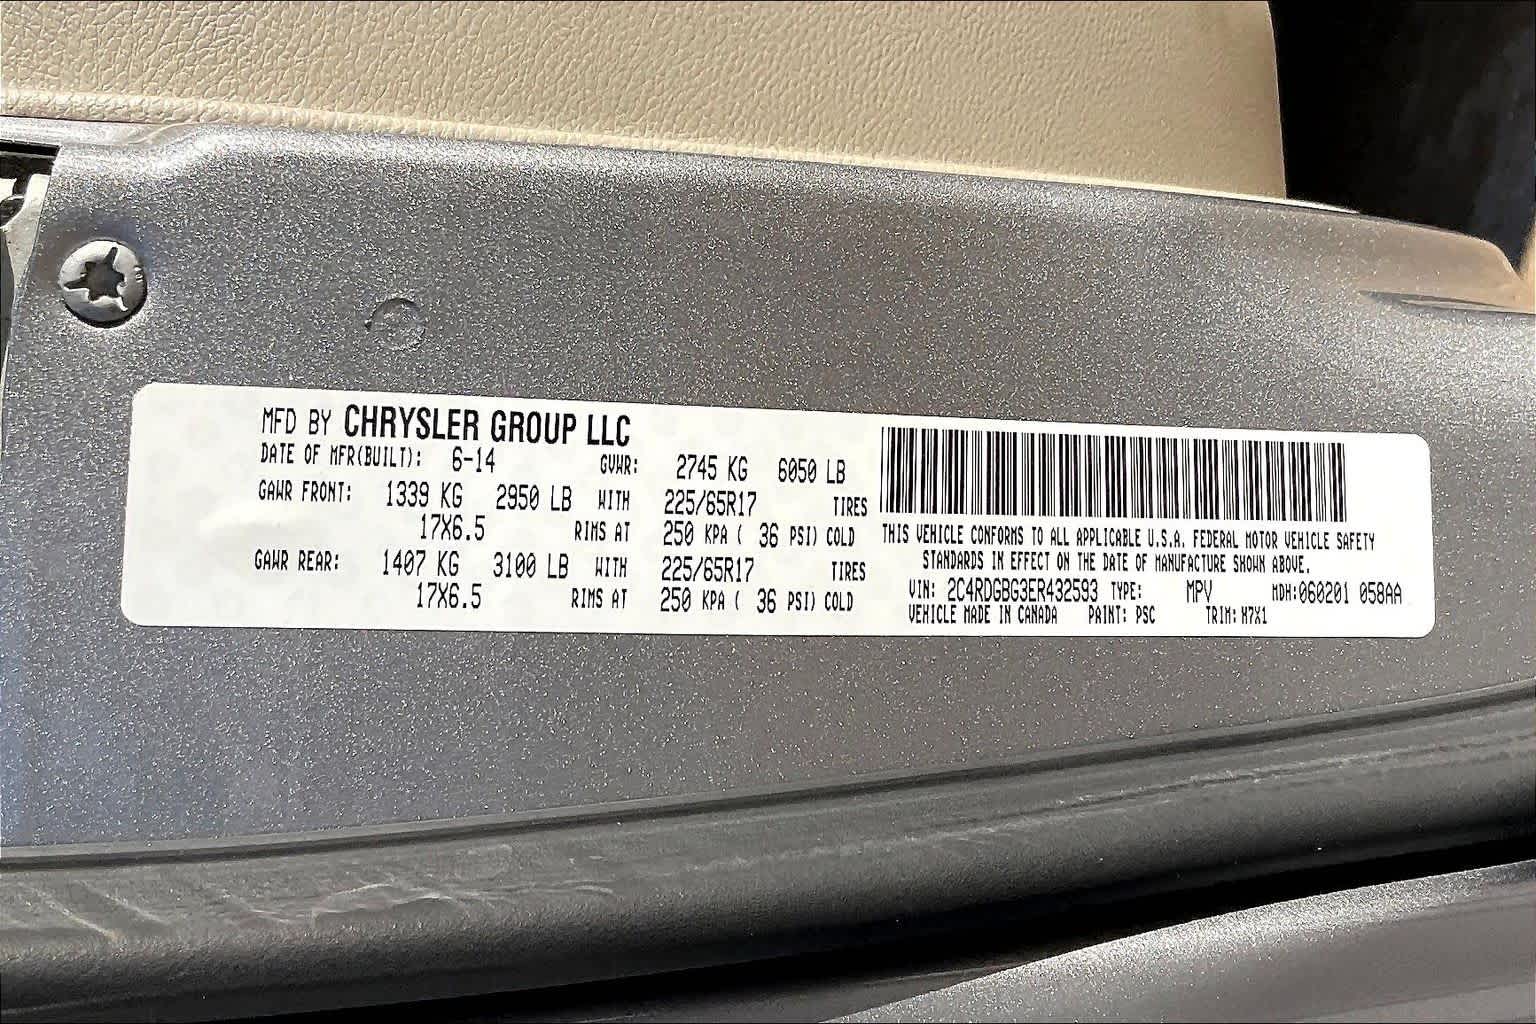 MFD BY CHRYSLER GROUP LLC
DATE OF MFR(BUILT): 6-14 GVWR: 2745 KG 6050 LB
GAWR FRONT: 1339 KG 2950 LB WITH 225/65R17 TIRES
17X6.5 RIMS AT 250 KPA ( 36 PSI) COLD
GAWR REAR: 1407 KG 3100 LB WITH 225/65R17 TIRES
17X6.5 RIMS AT 250 KPA ( 36 PSI) COLD
THIS VEHICLE CONFORMS TO ALL APPLICABLE U.S.A. FEDERAL MOTOR VEHICLE SAFETY
STANDARDS IN EFFECT ON THE DATE OF MANUFACTURE SHOWN ABOVE.
VIN: 2C4RDGBG3ER432593 TYPE: MPV MDH:060201 058AA
VEHICLE MADE IN CANADA PAINT: PSC TRIM: H7X1